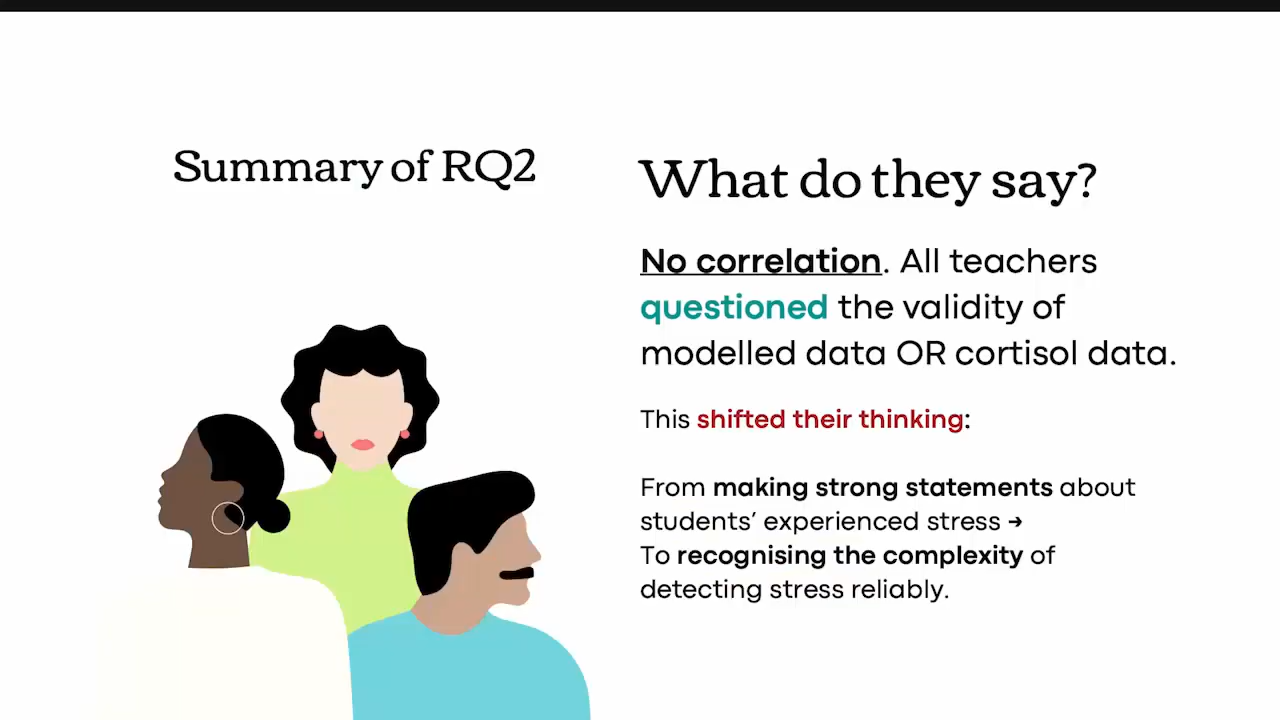 Summary of RQ2
What do they say?
No correlation. All teachers
questioned the validity of
modelled data OR cortisol data.
This shifted their thinking:
From making strong statements about
students’ experienced stress →
To recognising the complexity of
detecting stress reliably.